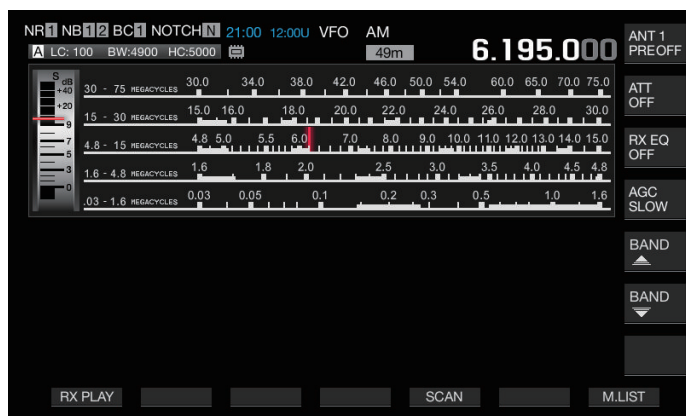 NR 1 NB 1 2 BC 1 NOTCH N 21:00 12:00U VFO AM
A LC: 100 BW:4900 HC:5000 49m 6.195.000
ANT 1
PREOFF
S
dB
+40
+20
9
7
5
3
0
30 - 75 MEGACYCLES 30.0 34.0 38.0 42.0 46.0 50.0 54.0 60.0 65.0 70.0 75.0
15 - 30 MEGACYCLES 15.0 16.0 18.0 20.0 22.0 24.0 26.0 28.0 30.0
4.8 - 15 MEGACYCLES 4.8 5.0 5.5 6.0 7.0 8.0 9.0 10.0 11.0 12.0 13.0 14.0 15.0
1.6 - 4.8 MEGACYCLES 1.6 1.8 2.0 2.5 3.0 3.5 4.0 4.5 4.8
.03 - 1.6 MEGACYCLES 0.03 0.05 0.1 0.2 0.3 0.5 1.0 1.6
ATT
OFF
RX EQ
OFF
AGC
SLOW
BAND
BAND
RX PLAY SCAN M.LIST